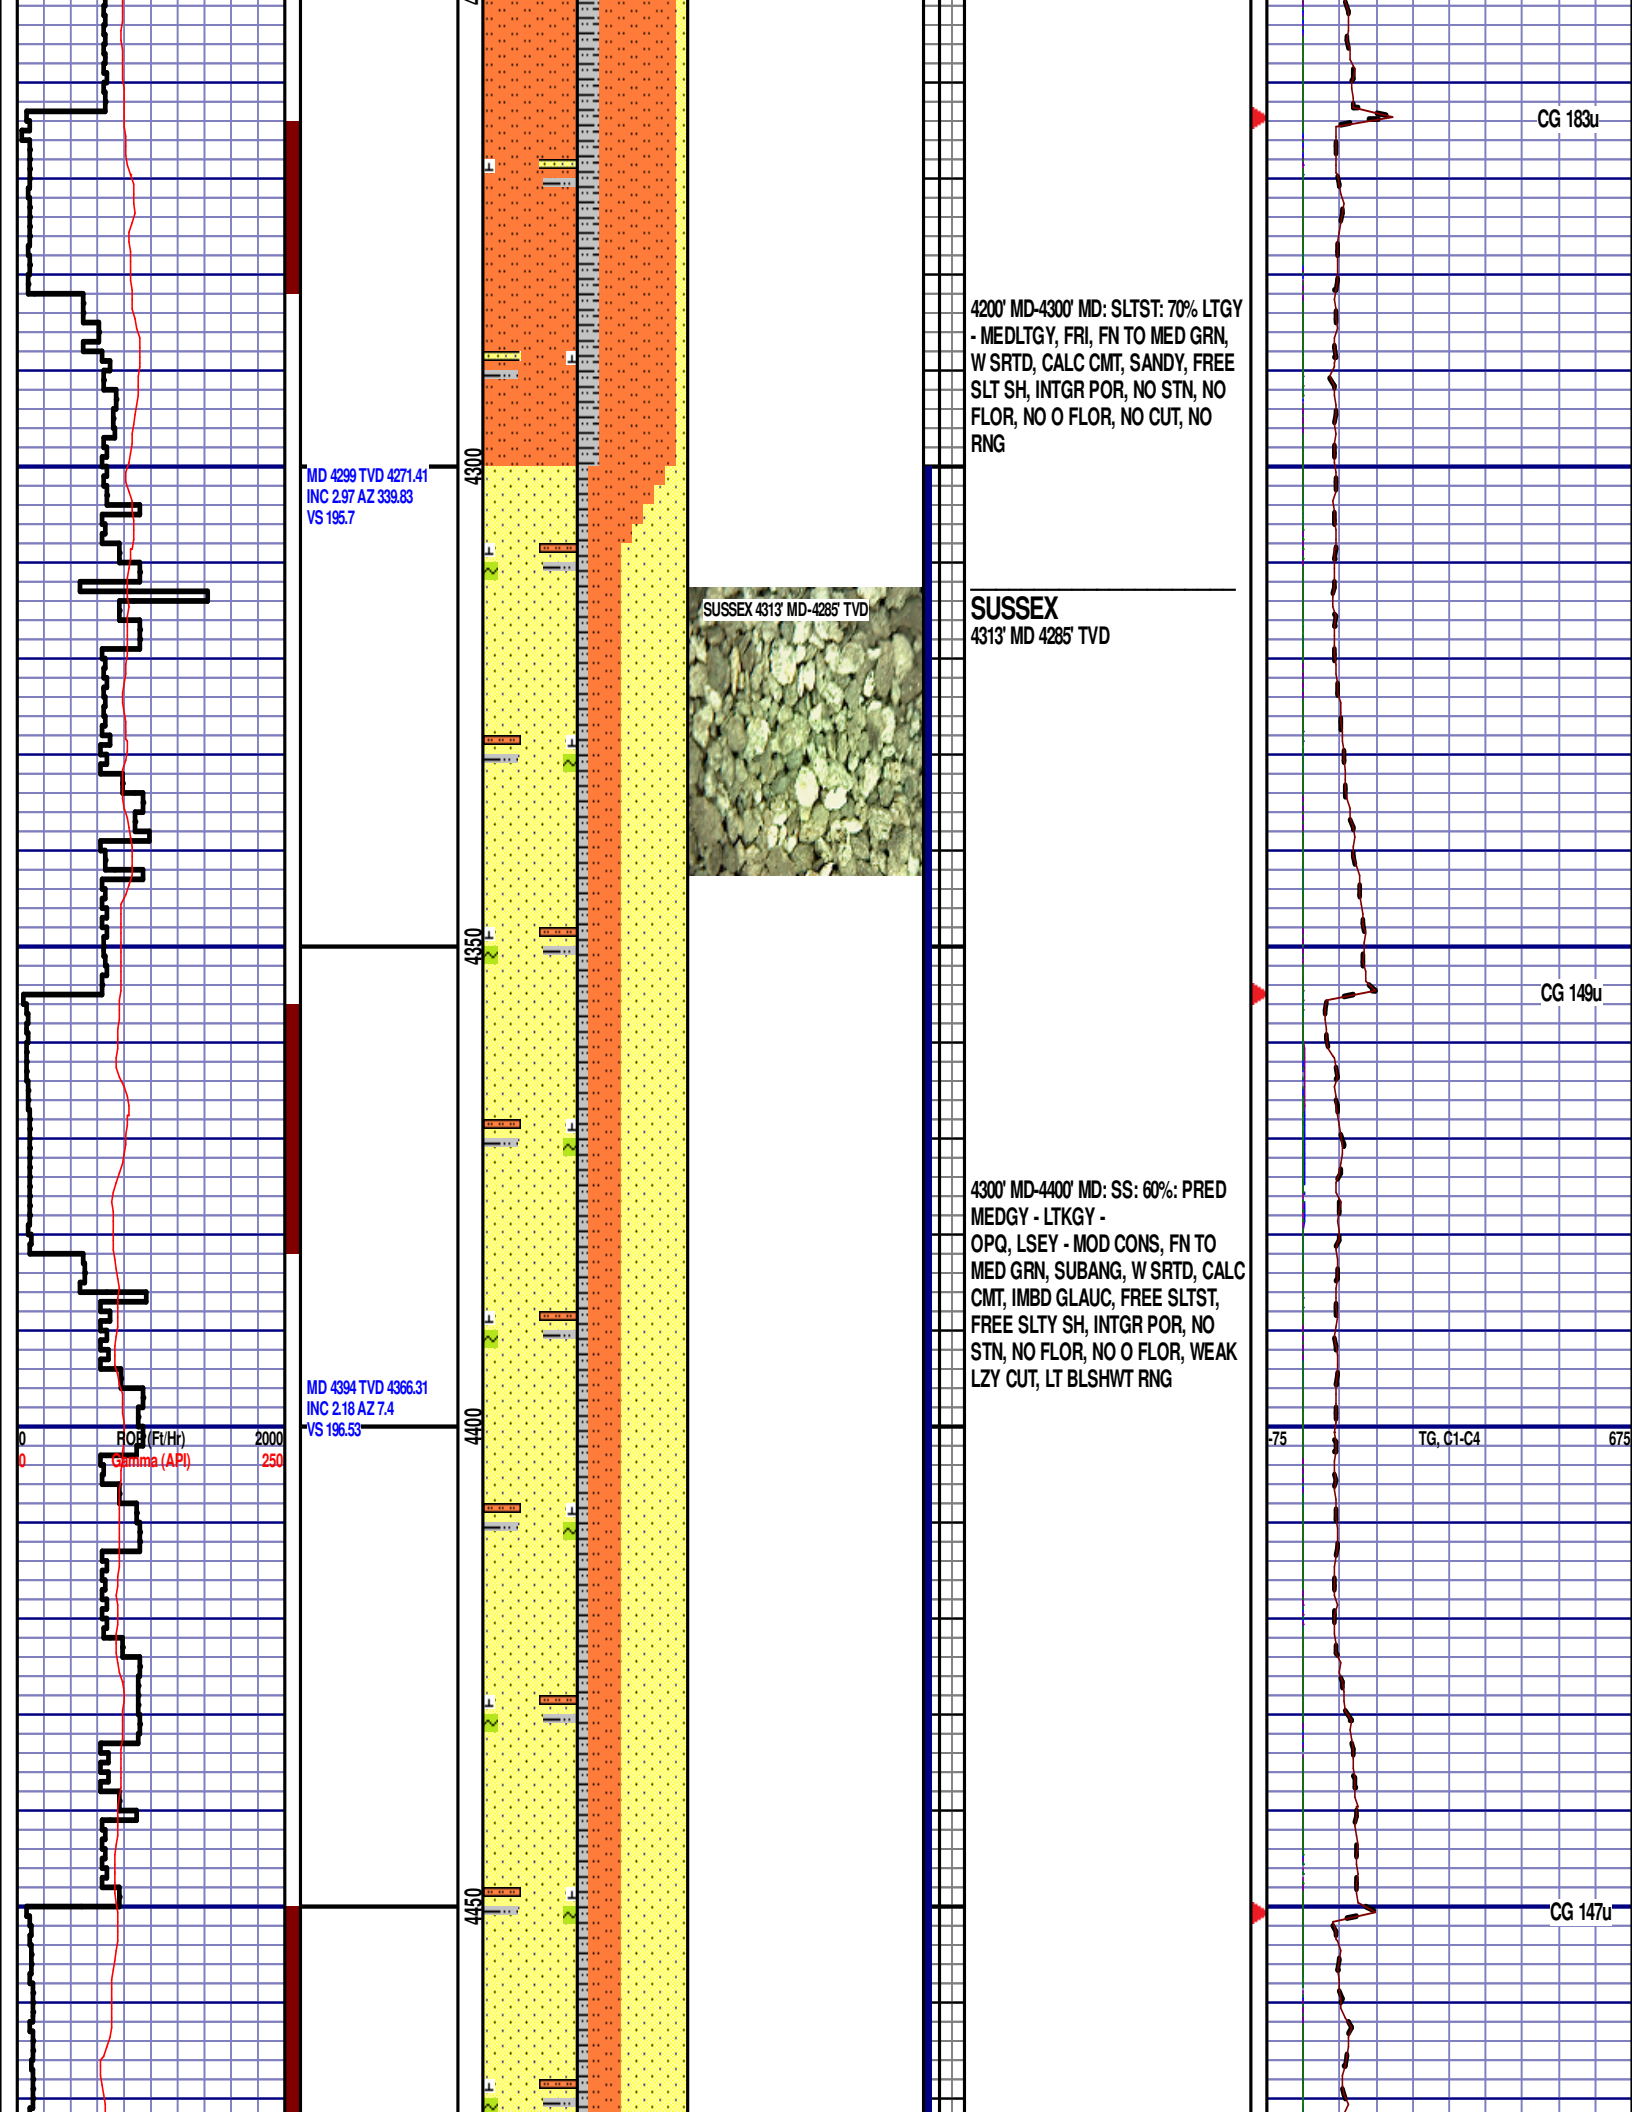 CG 183u
4200' MD-4300' MD: SLTST: 70% LTGY
- MEDLTGY, FRI, FN TO MED GRN,
W SRTD, CALC CMT, SANDY, FREE
SLT SH, INTGR POR, NO STN, NO
FLOR, NO O FLOR, NO CUT, NO
RNG
4300
MD 4299 TVD 4271.41
INC 2.97 AZ 339.83
VS 195.7
SUSSEX 4313' MD-4285' TVD
SUSSEX
4313' MD 4285' TVD
4350
CG 149u
4300' MD-4400' MD: SS: 60%: PRED
MEDGY - LTKGY -
OPQ, LSEY - MOD CONS, FN TO
MED GRN, SUBANG, W SRTD, CALC
CMT, IMBD GLAUC, FREE SLTST,
FREE SLTY SH, INTGR POR, NO
STN, NO FLOR, NO O FLOR, WEAK
LZY CUT, LT BLSHWT RNG
MD 4394 TVD 4366.31
INC 2.18 AZ 7.4
VS 196.53
4400
0 ROP (Ft/Hr) 2000
0 Gamma (API) 250
-75 TG, C1-C4 675
4450
CG 147u